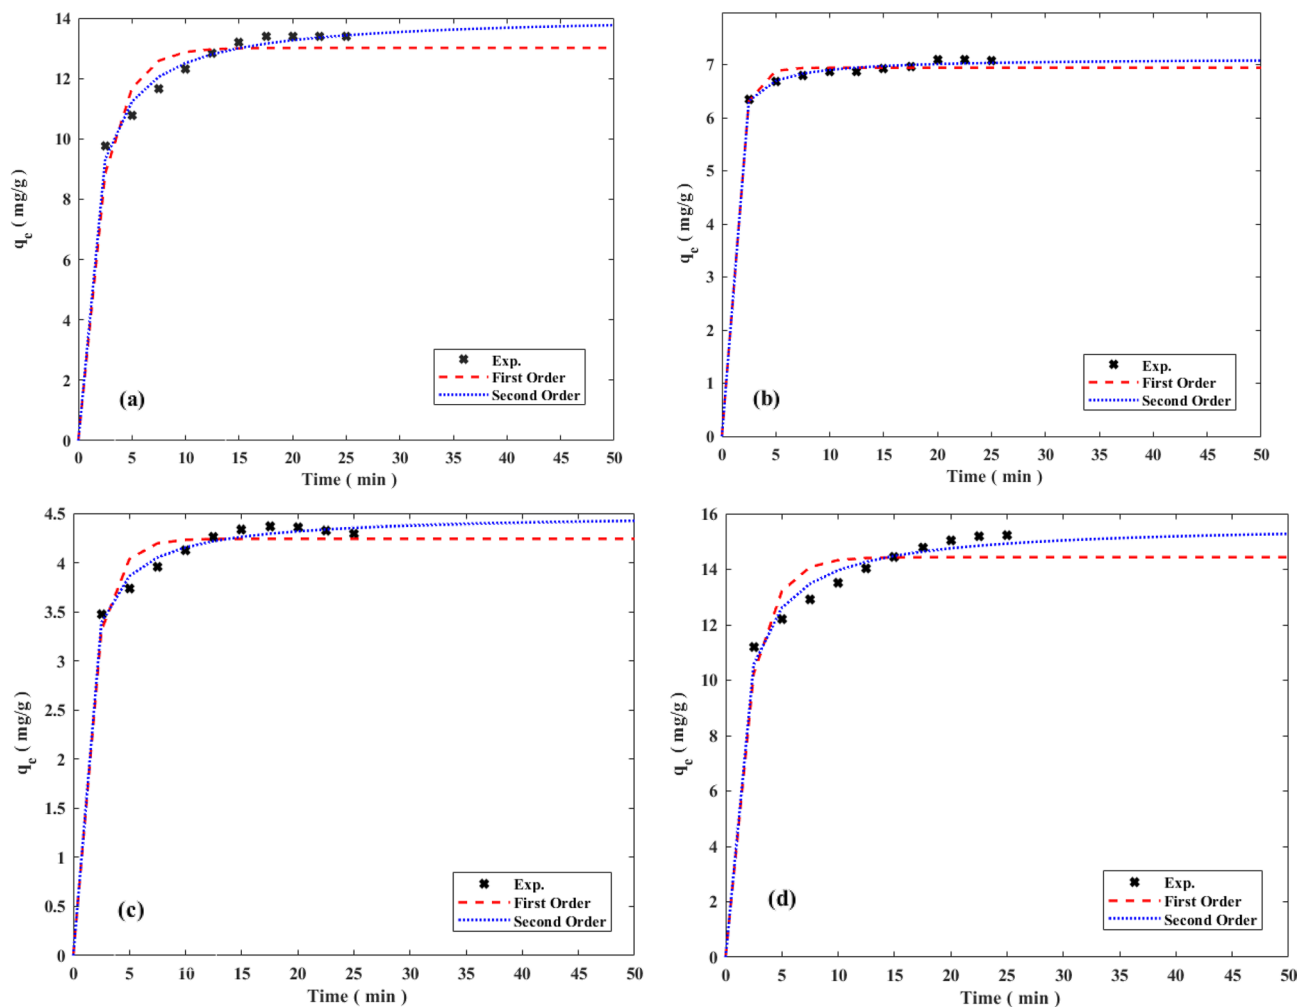 14
12
10
8
6
4
2
0
q_e ( mg/g)
0 5 10 15 20 25 30 35 40 45 50
Time ( min )
Exp.
First Order
Second Order
(a)
7
6
5
4
3
2
1
0
q_e ( mg/g)
0 5 10 15 20 25 30 35 40 45 50
Time ( min )
Exp.
First Order
Second Order
(b)
4.5
4
3.5
3
2.5
2
1.5
1
0.5
0
q_e ( mg/g )
0 5 10 15 20 25 30 35 40 45 50
Time ( min )
Exp.
First Order
Second Order
(c)
16
14
12
10
8
6
4
2
0
q_e ( mg/g )
0 5 10 15 20 25 30 35 40 45 50
Time ( min )
Exp.
First Order
Second Order
(d)